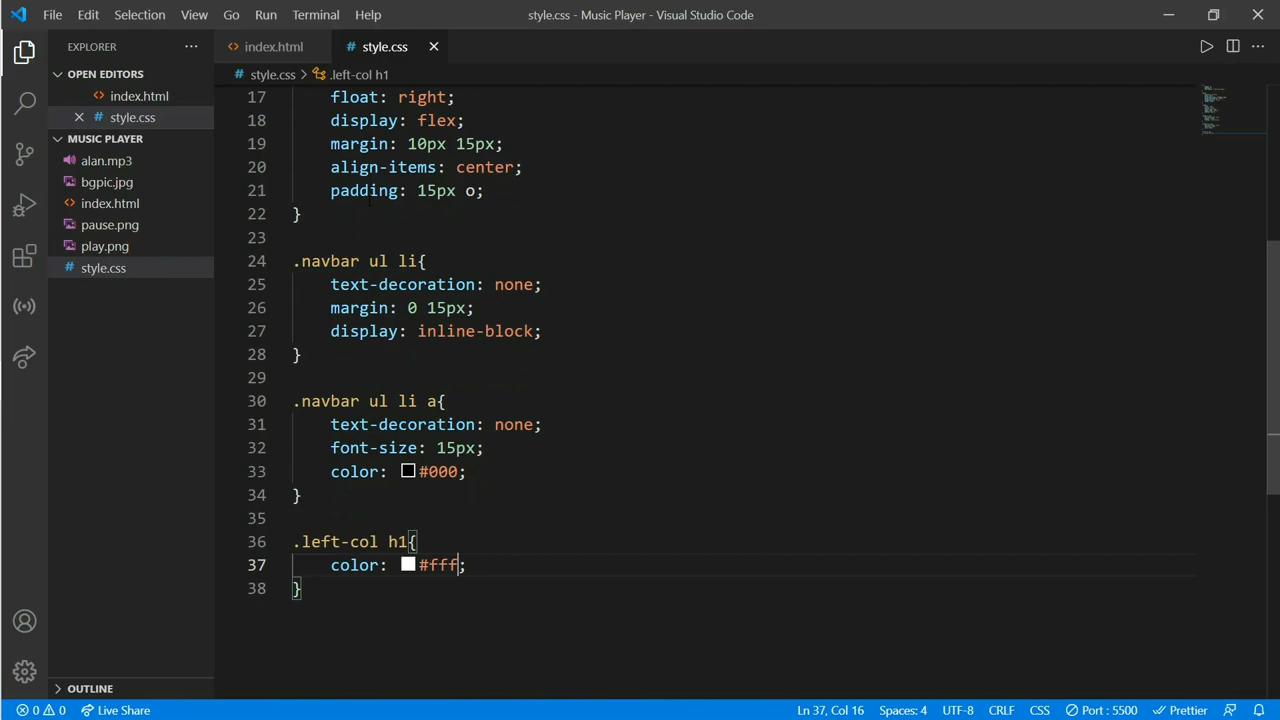 File Edit Selection View Go Run Terminal Help style.css - Music Player - Visual Studio Code
EXPLORER
OPEN EDITORS
index.html
style.css
MUSIC PLAYER
alan.mp3
bgpic.jpg
index.html
pause.png
play.png
style.css
OUTLINE
index.html style.css
style.css > .left-col h1
17 float: right;
18 display: flex;
19 margin: 10px 15px;
20 align-items: center;
21 padding: 15px o;
22 }
23
24 .navbar ul li{
25 text-decoration: none;
26 margin: 0 15px;
27 display: inline-block;
28 }
29
30 .navbar ul li a{
31 text-decoration: none;
32 font-size: 15px;
33 color: #000;
34 }
35
36 .left-col h1{
37 color: #fff;
38 }
0 0 Live Share Ln 37, Col 16 Spaces: 4 UTF-8 CRLF CSS Port : 5500 Prettier